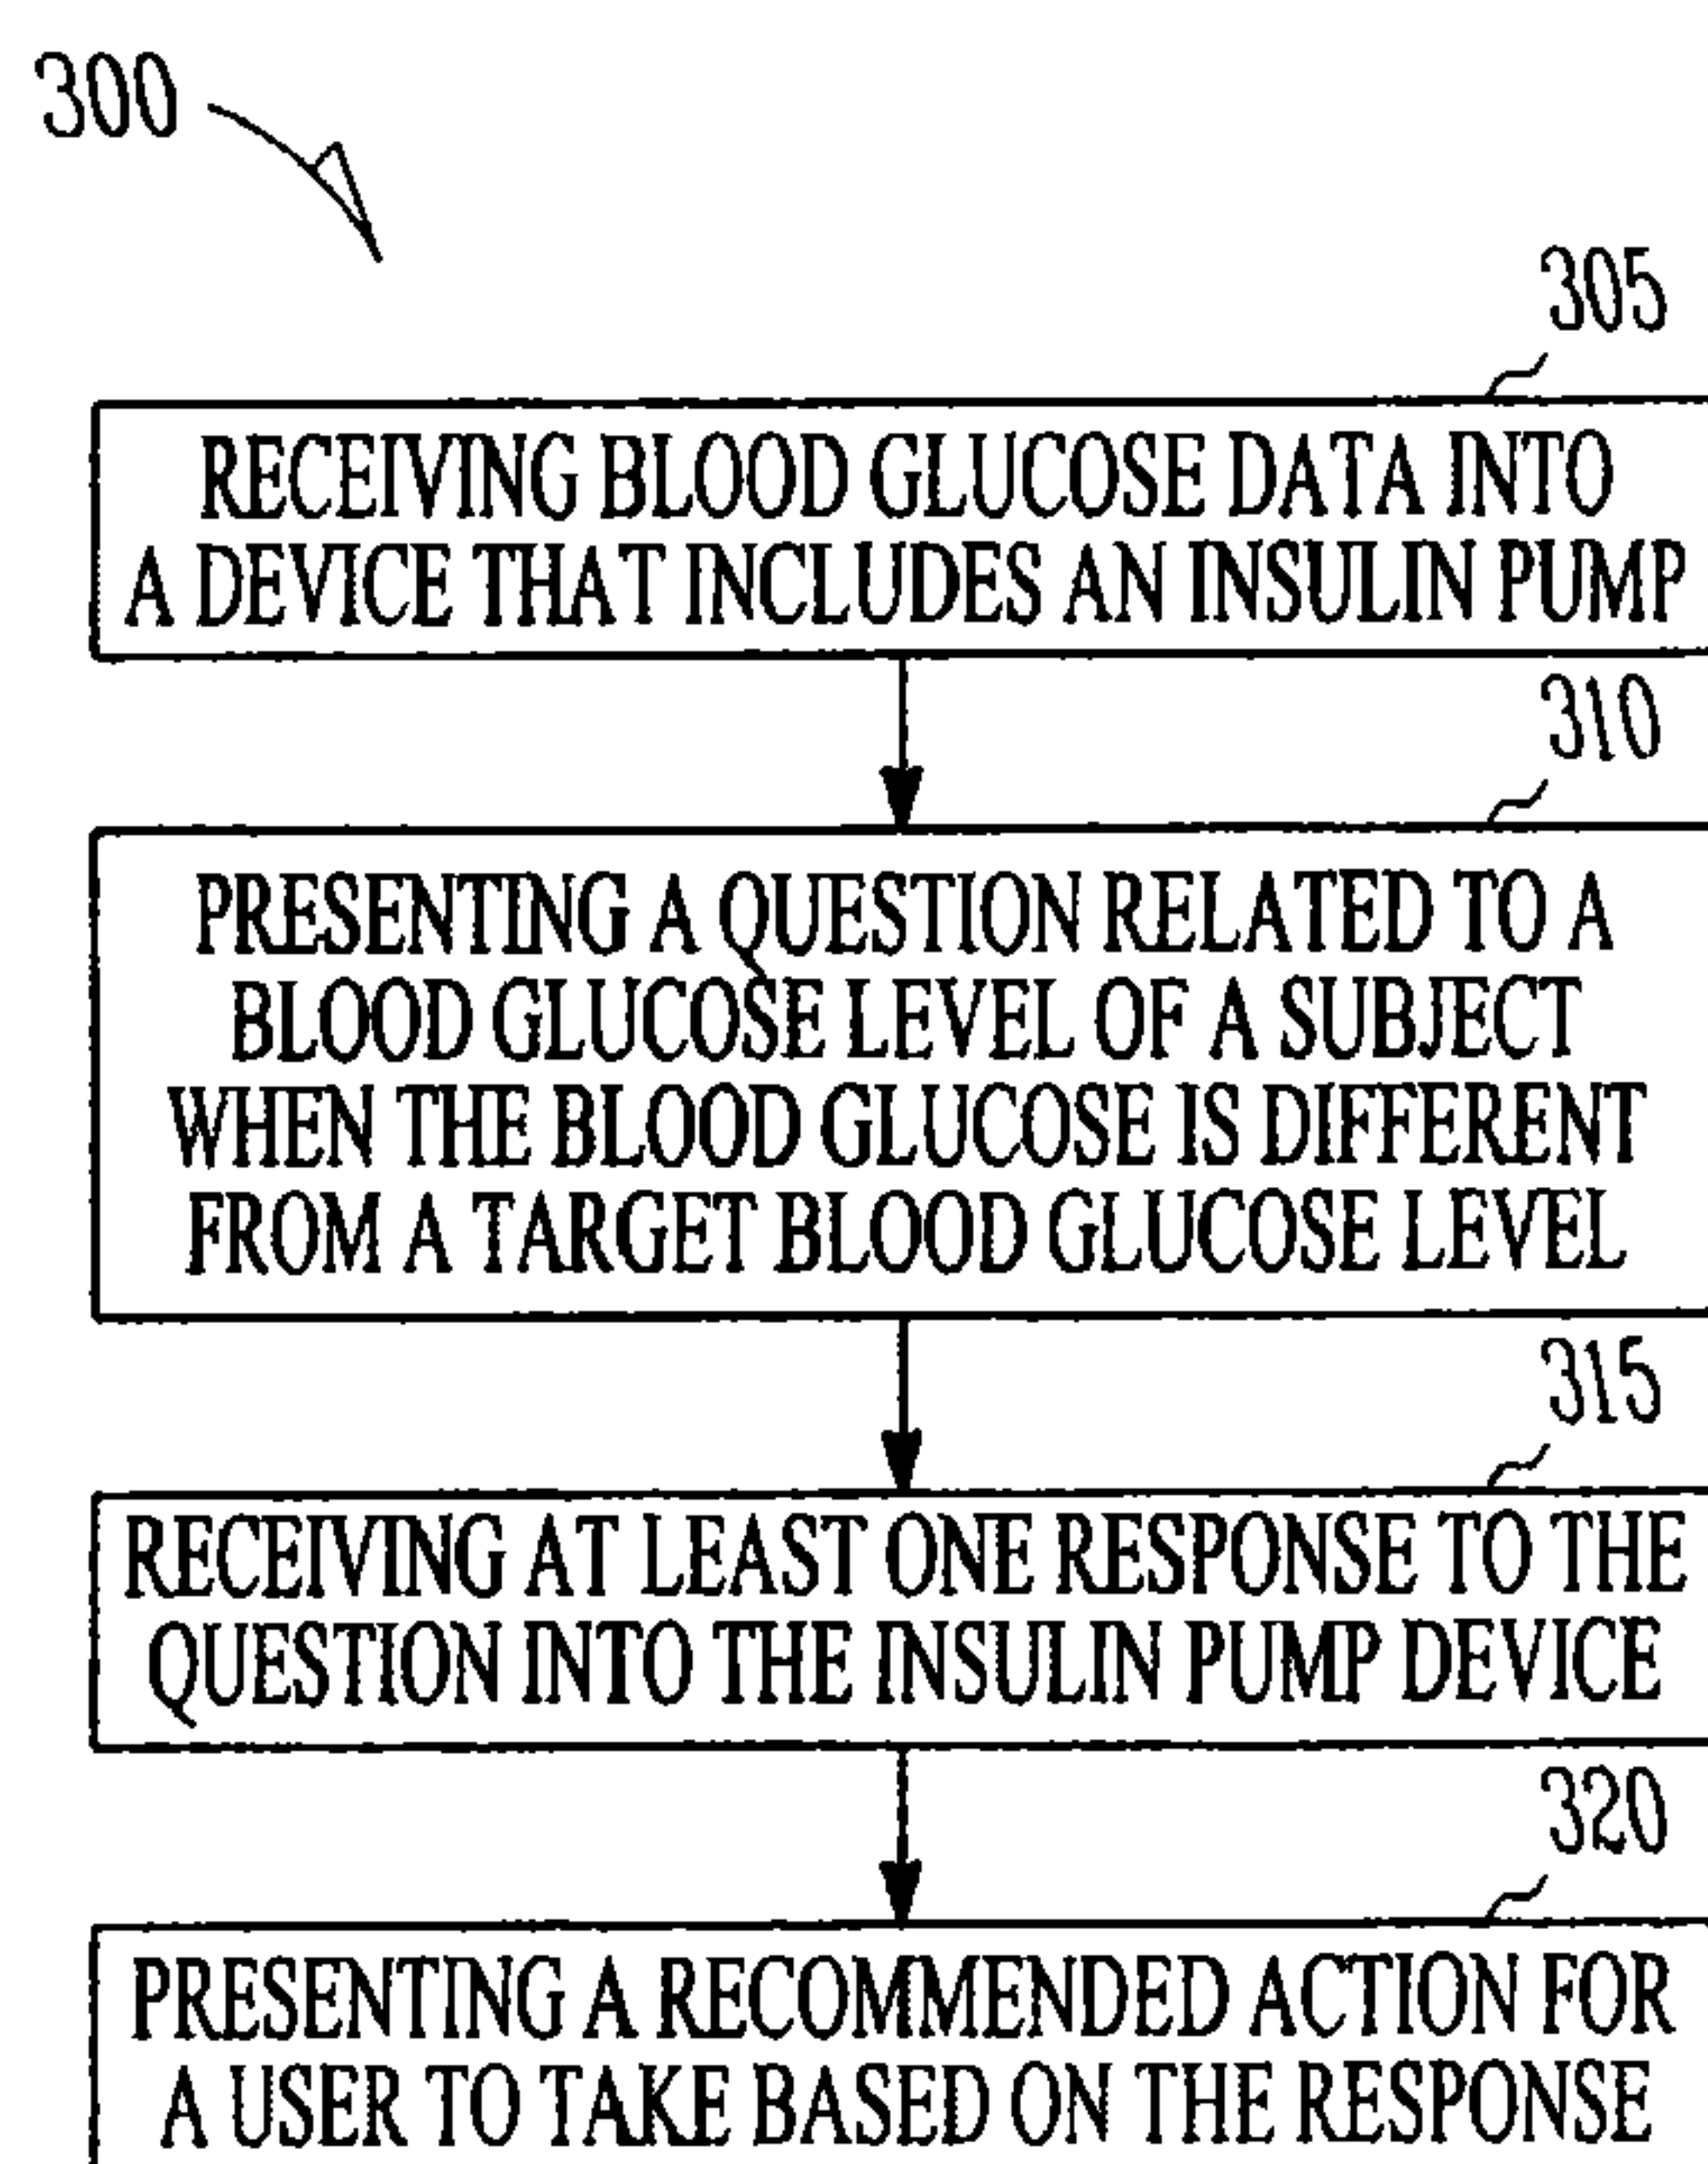 300
305
RECEIVING BLOOD GLUCOSE DATA INTO
A DEVICE THAT INCLUDES AN INSULIN PUMP
310
PRESENTING A QUESTION RELATED TO A
BLOOD GLUCOSE LEVEL OF A SUBJECT
WHEN THE BLOOD GLUCOSE IS DIFFERENT
FROM A TARGET BLOOD GLUCOSE LEVEL
315
RECEIVING AT LEAST ONE RESPONSE TO THE
QUESTION INTO THE INSULIN PUMP DEVICE
320
PRESENTING A RECOMMENDED ACTION FOR
A USER TO TAKE BASED ON THE RESPONSE